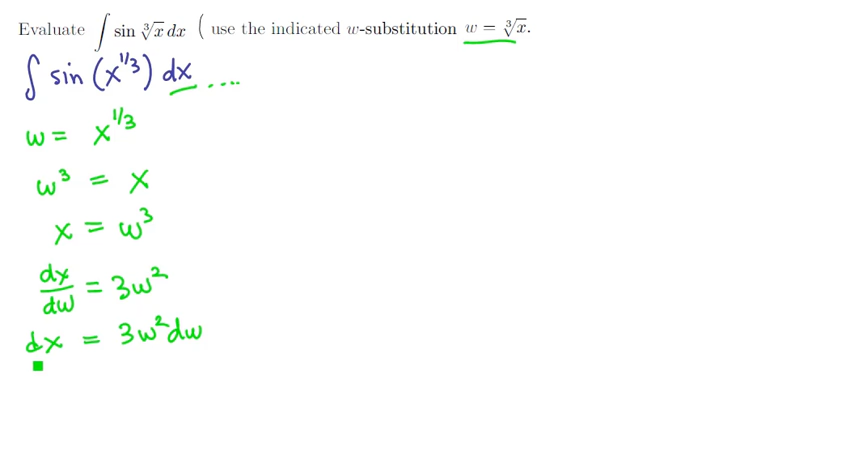 Evaluate ∫ sin ∛x dx ( use the indicated w-substitution w = ∛x.
∫ sin (x^{1/3}) dx ....
w = x^{1/3}
w³ = x
x = w³
dx/dw = 3w²
dx = 3w² dw